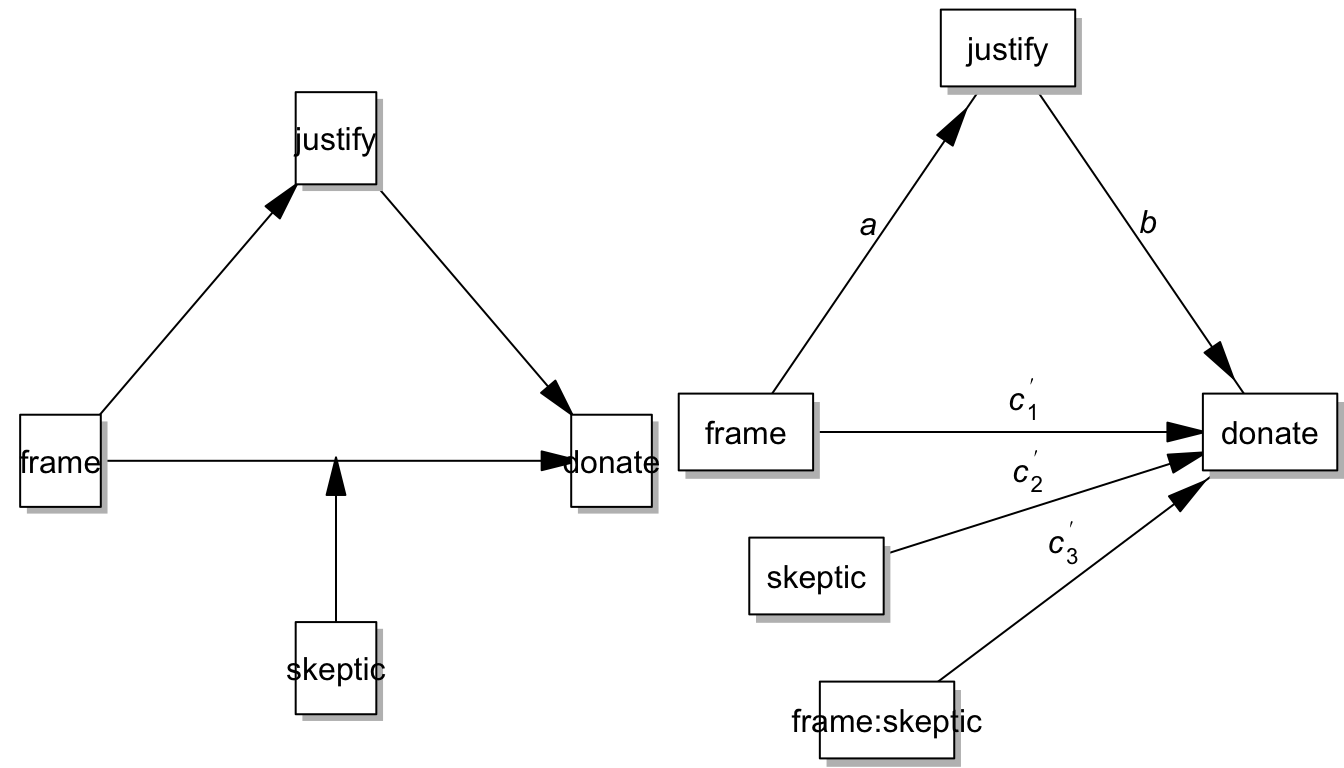 justify
frame
donate
skeptic
justify
a
b
frame
c′1
donate
c′2
skeptic
c′3
frame:skeptic